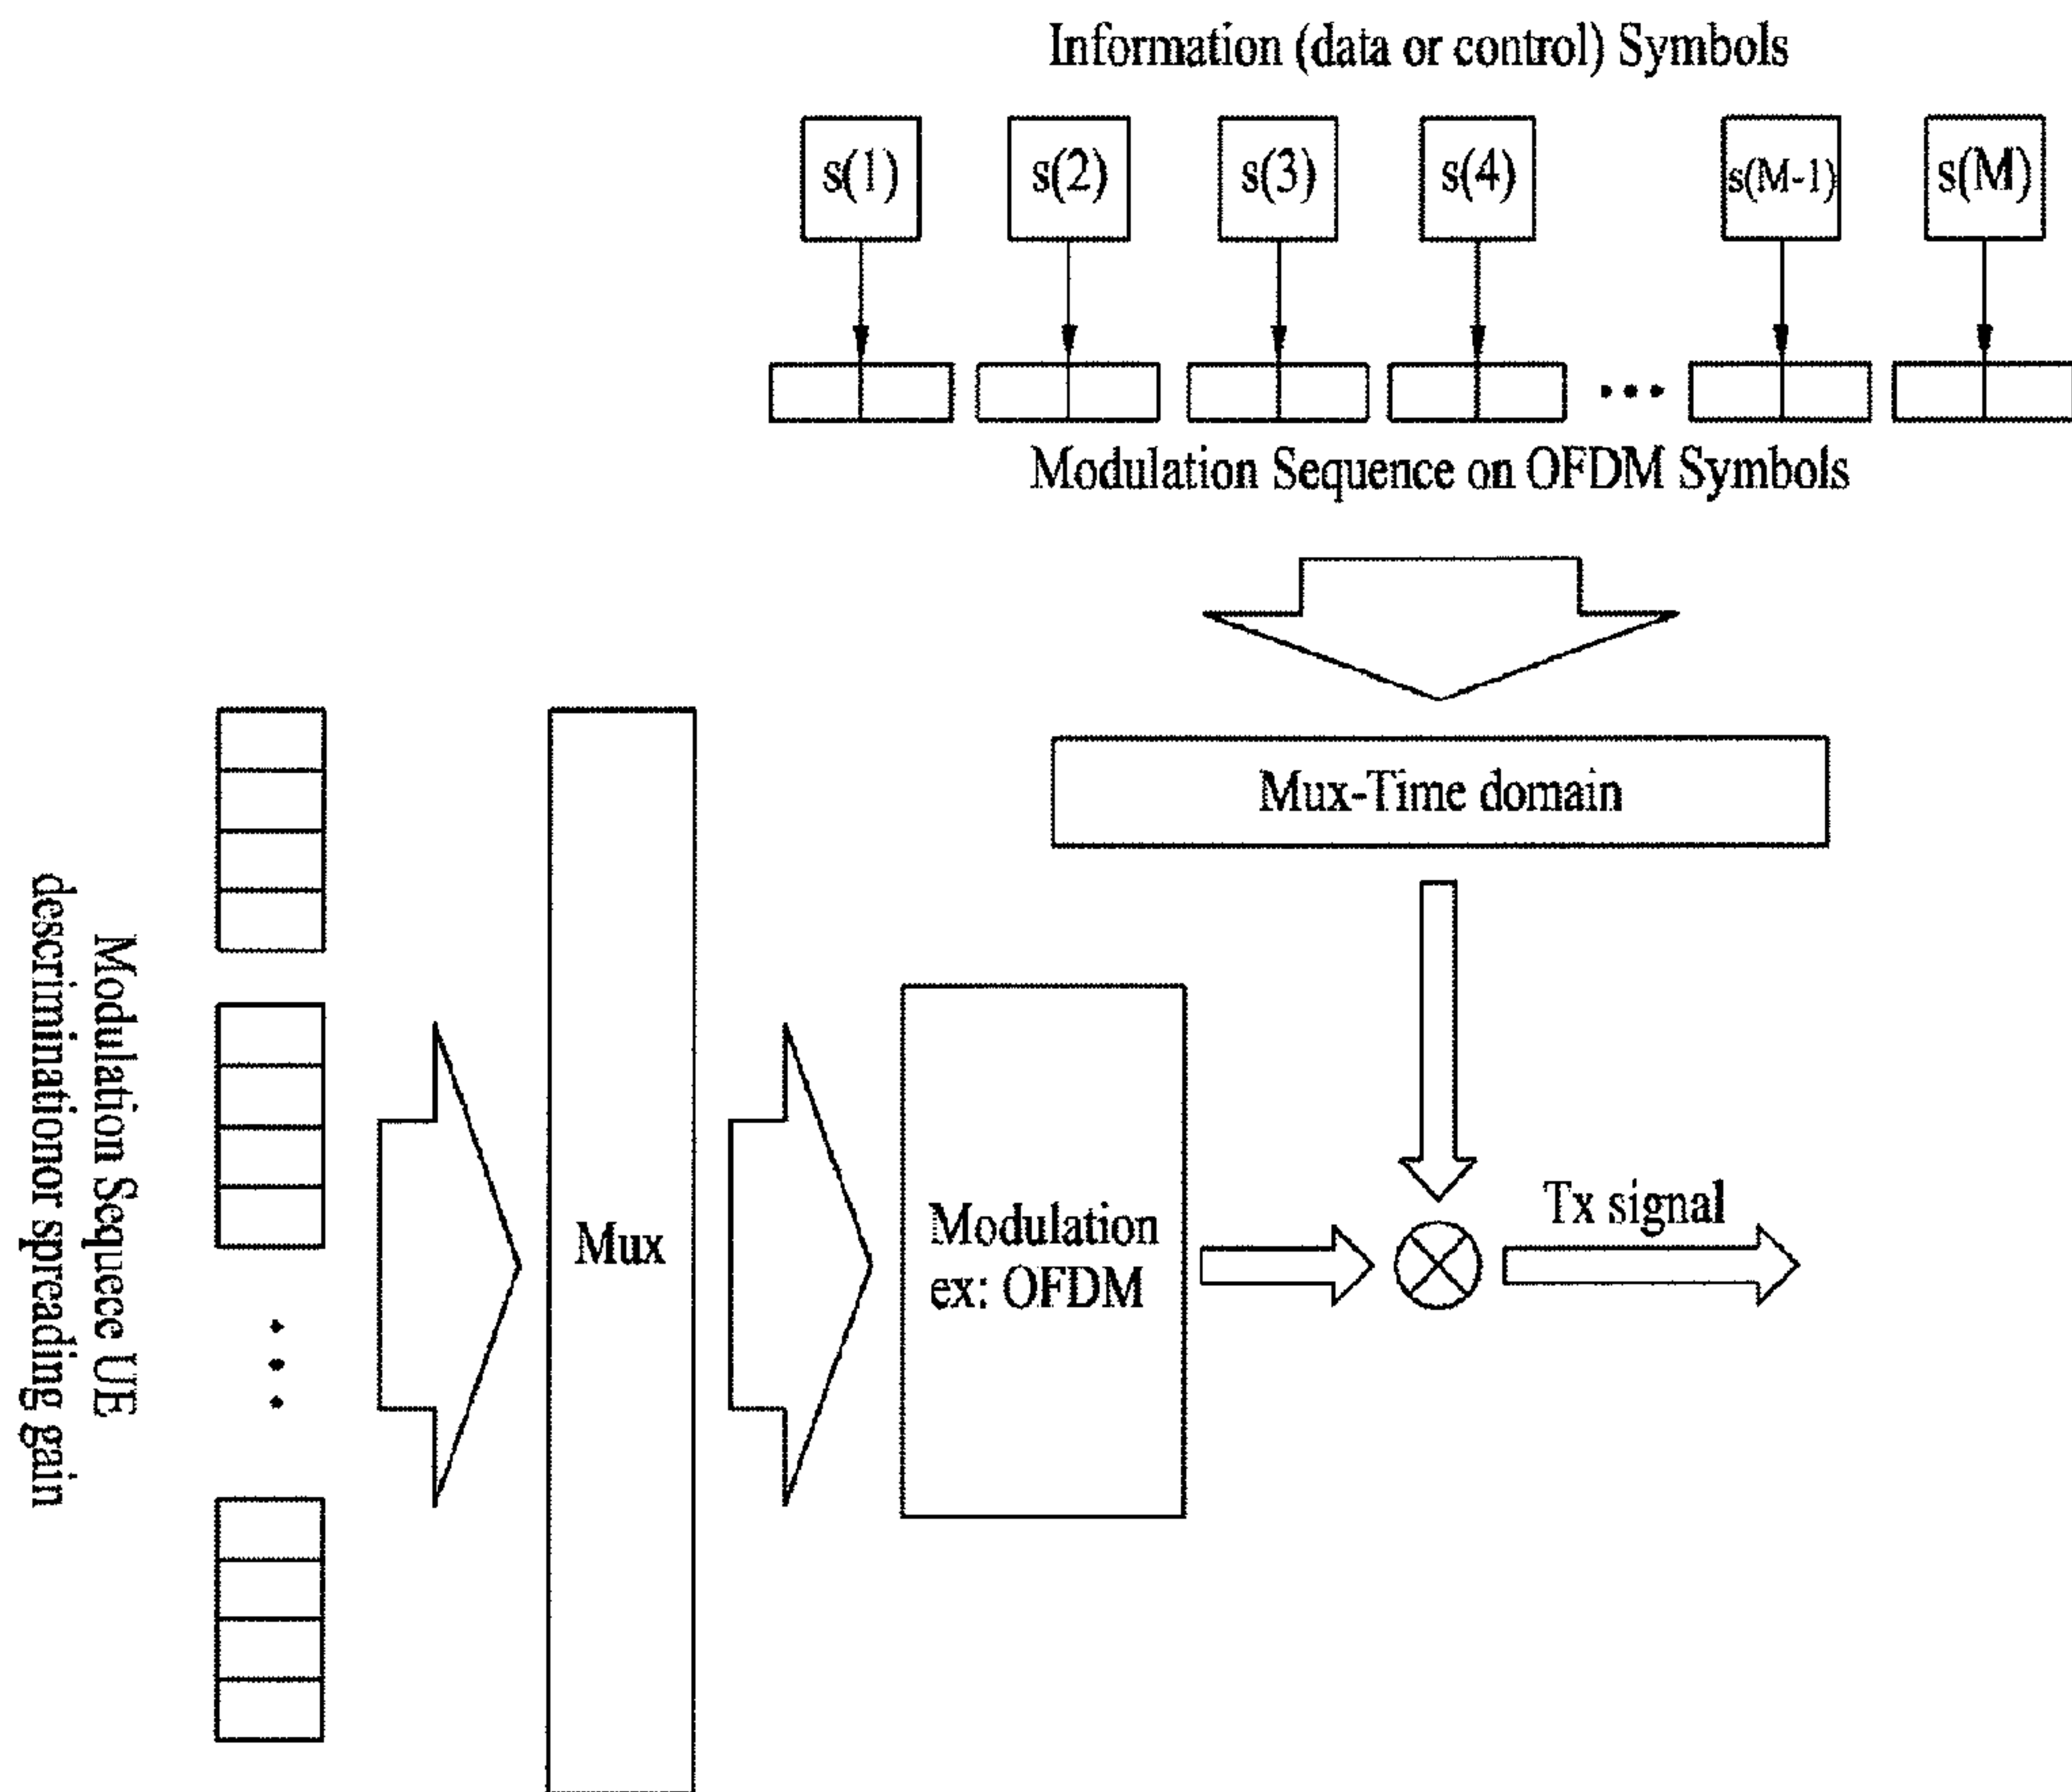 Information (data or control) Symbols
s(1) s(2) s(3) s(4) s(M-1) s(M)
•••
Modulation Sequence on OFDM Symbols
Mux-Time domain
Modulation Sequece UE
descriminationor spreading gain
Mux
Modulation
ex: OFDM
Tx signal